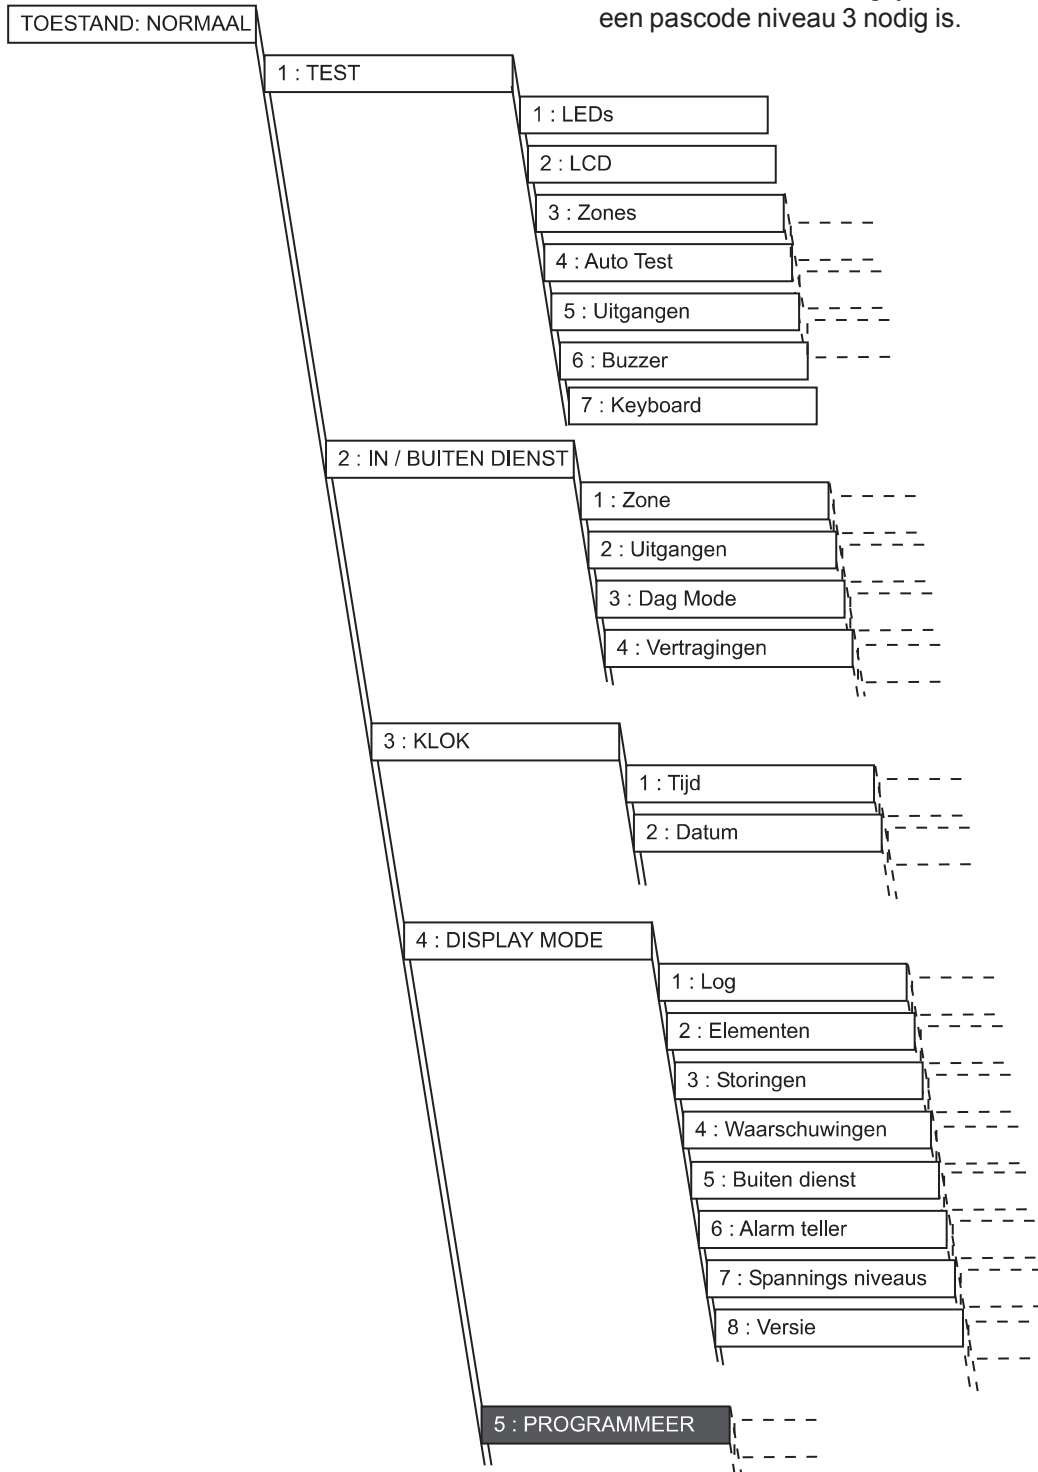 een pascode niveau 3 nodig is.
TOESTAND: NORMAAL
1 : TEST
1 : LEDs
2 : LCD
3 : Zones
4 : Auto Test
5 : Uitgangen
6 : Buzzer
7 : Keyboard
2 : IN / BUITEN DIENST
1 : Zone
2 : Uitgangen
3 : Dag Mode
4 : Vertragingen
3 : KLOK
1 : Tijd
2 : Datum
4 : DISPLAY MODE
1 : Log
2 : Elementen
3 : Storingen
4 : Waarschuwingen
5 : Buiten dienst
6 : Alarm teller
7 : Spannings niveaus
8 : Versie
5 : PROGRAMMEER